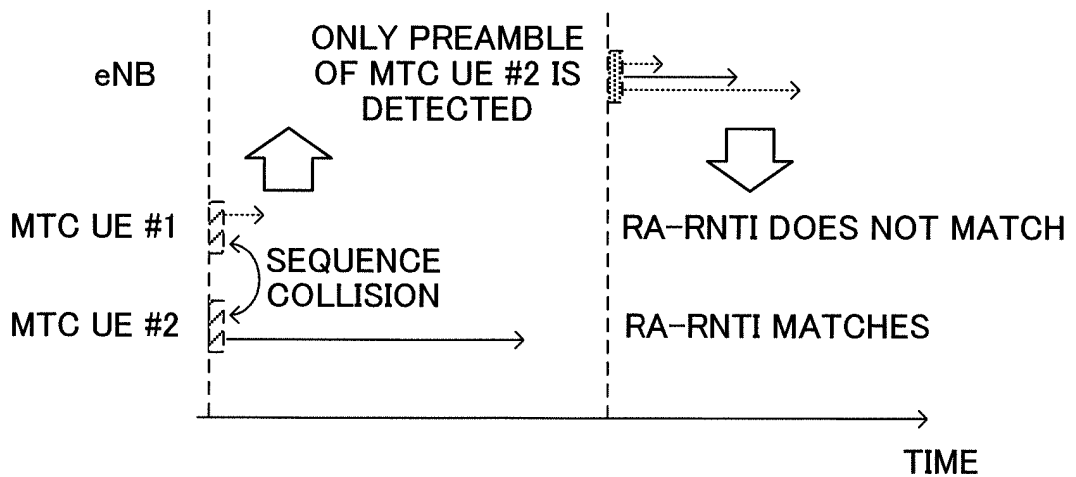 ONLY PREAMBLE
OF MTC UE #2 IS
DETECTED
eNB
MTC UE #1
RA-RNTI DOES NOT MATCH
SEQUENCE
COLLISION
MTC UE #2
RA-RNTI MATCHES
TIME